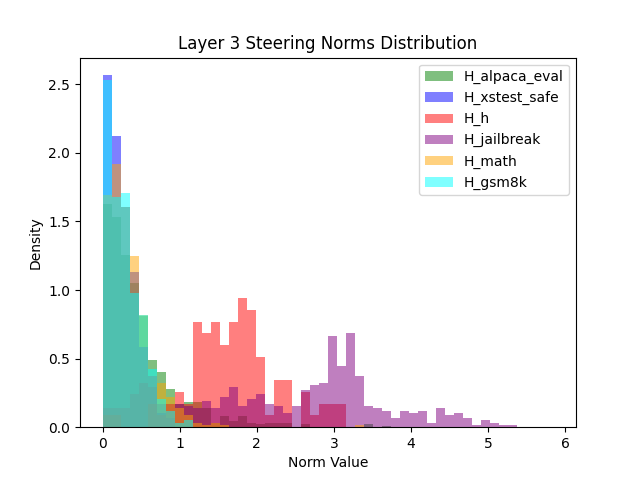 Layer 3 Steering Norms Distribution
H_alpaca_eval
H_xstest_safe
H_h
H_jailbreak
H_math
H_gsm8k
Density
2.5
2.0
1.5
1.0
0.5
0.0
0 1 2 3 4 5 6
Norm Value